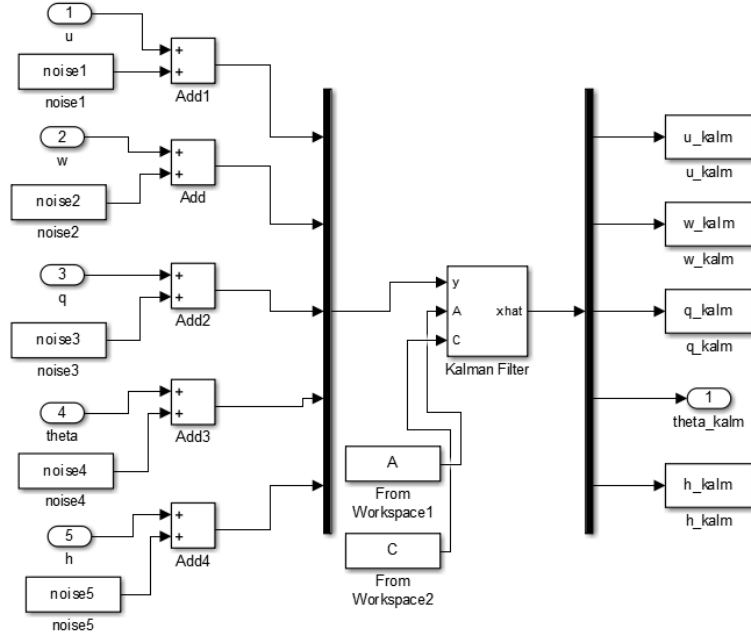 1
u
+
+
noise1
noise1
Add1
2
w
+
+
noise2
noise2
Add
3
q
+
+
noise3
noise3
Add2
4
theta
+
+
noise4
noise4
Add3
5
h
+
+
noise5
noise5
Add4
y
A
C
xhat
Kalman Filter
A
From
Workspace1
C
From
Workspace2
u_kalm
u_kalm
w_kalm
w_kalm
q_kalm
q_kalm
1
theta_kalm
h_kalm
h_kalm